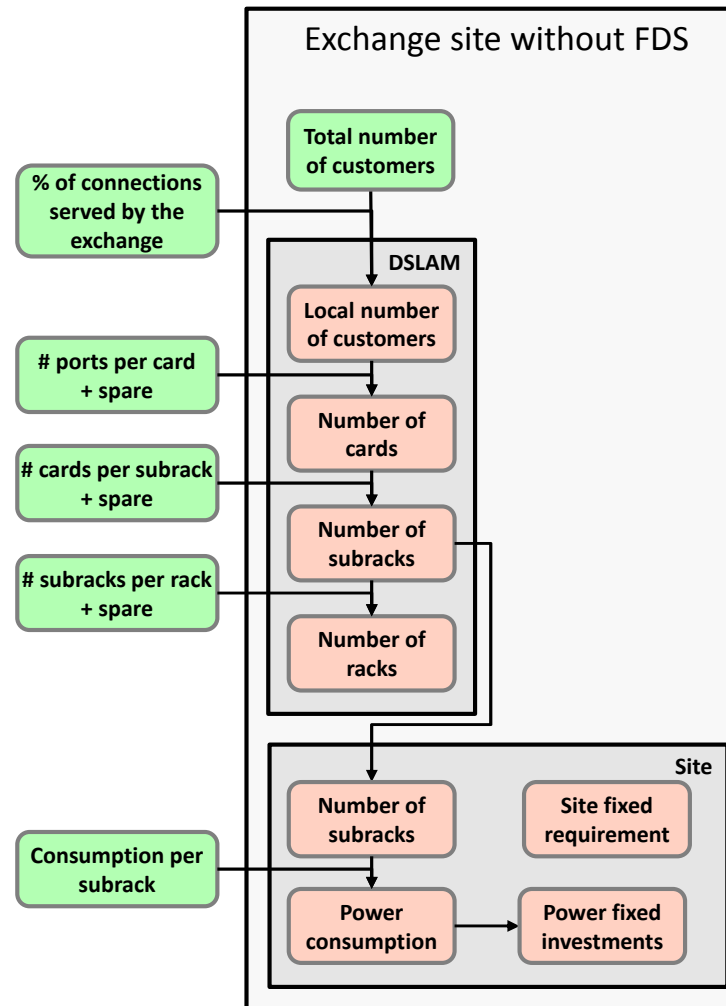 Exchange site without FDS
Total number
of customers
% of connections
served by the
exchange
DSLAM
Local number
of customers
# ports per card
+ spare
Number of
cards
# cards per subrack
+ spare
Number of
subracks
# subracks per rack
+ spare
Number of
racks
Site
Number of
subracks
Site fixed
requirement
Consumption per
subrack
Power
consumption
Power fixed
investments